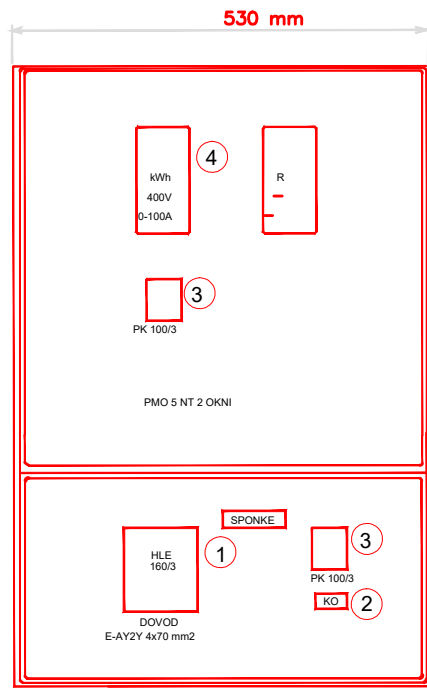 530 mm
4
kWh
400V
0-100A
R
3
PK 100/3
PMO 5 NT 2 OKNI
SPONKE
1
HLE
160/3
3
PK 100/3
KO
2
DOVOD
E-AY2Y 4x70 mm2